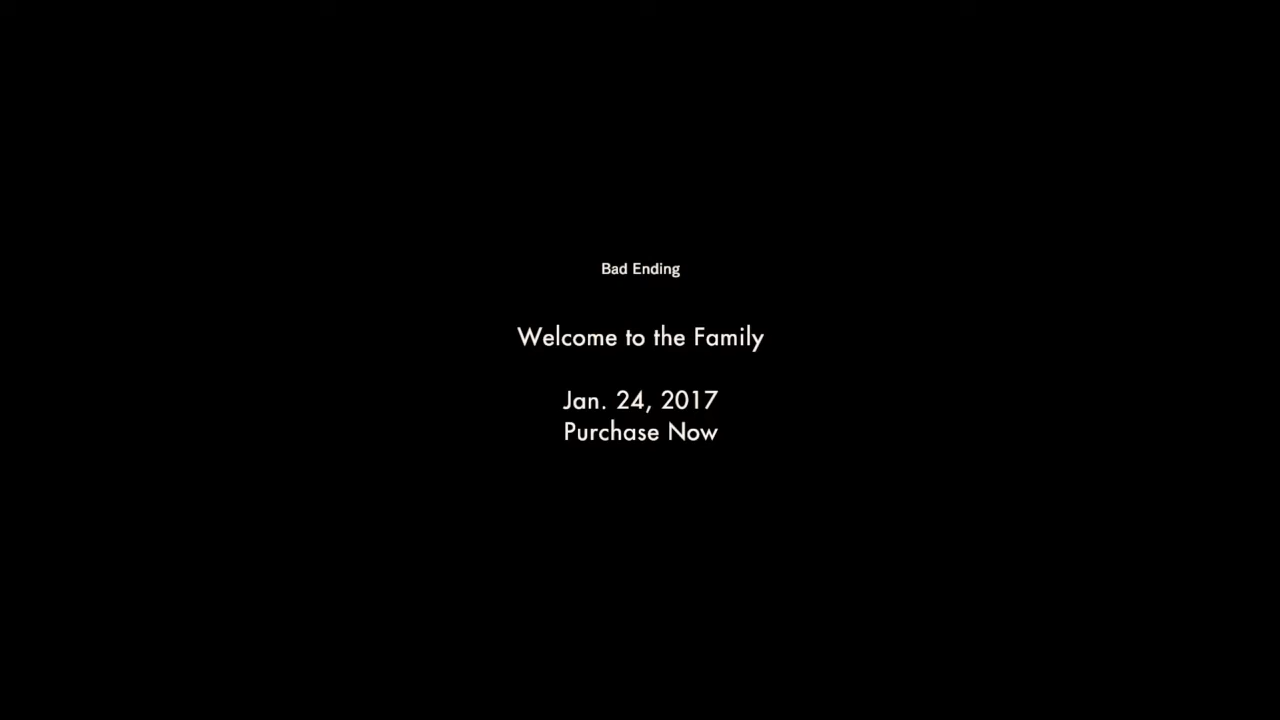 Bad Ending
Welcome to the Family
Jan. 24, 2017
Purchase Now